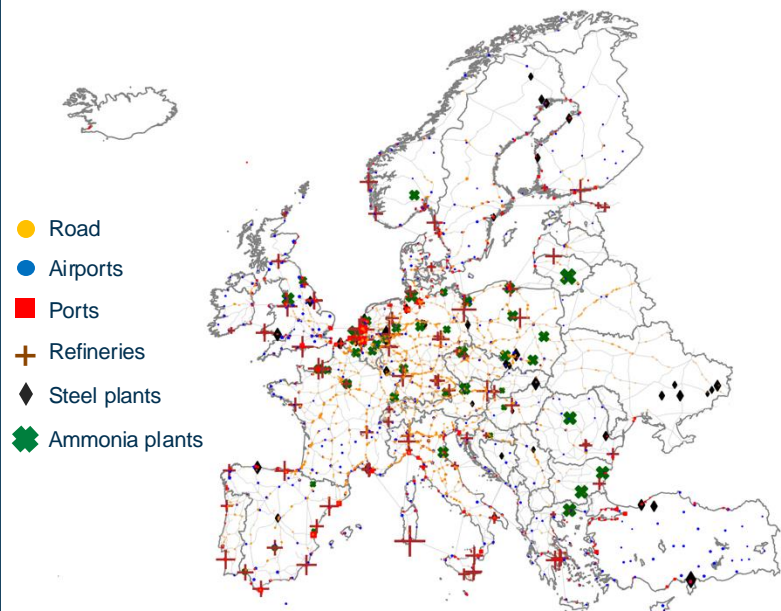 Road
Airports
Ports
Refineries
Steel plants
Ammonia plants